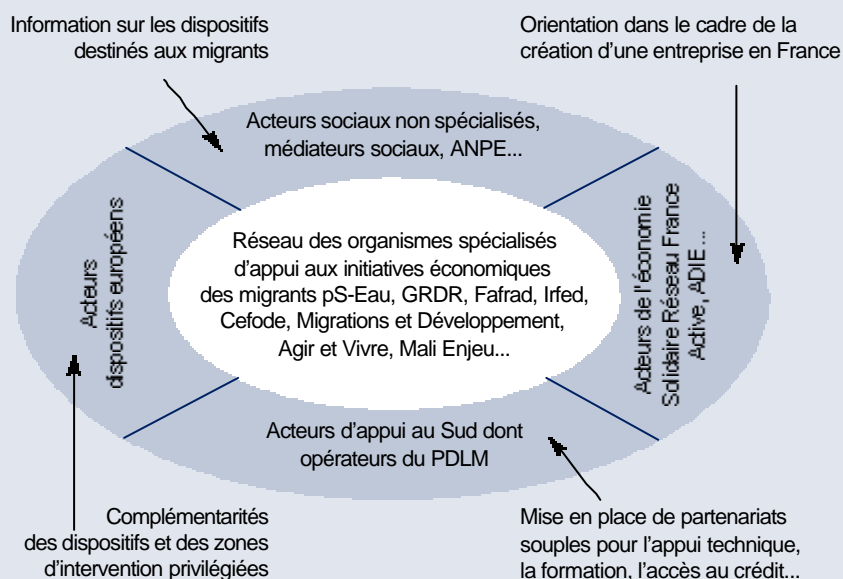 Information sur les dispositifs
destinés aux migrants
Orientation dans le cadre de la
création d'une entreprise en France
Acteurs sociaux non spécialisés,
médiateurs sociaux, ANPE...
Acteurs
dispositifs européens
Réseau des organismes spécialisés
d'appui aux initiatives économiques
des migrants pS-Eau, GRDR, Fafrad, Irfed,
Cefode, Migrations et Développement,
Agir et Vivre, Mali Enjeu...
Acteurs de l'économie
Solidaire Réseau France
Active, ADIE ...
Acteurs d'appui au Sud dont
opérateurs du PDLM
Complémentarités
des dispositifs et des zones
d'intervention privilégiées
Mise en place de partenariats
souples pour l'appui technique,
la formation, l'accès au crédit...